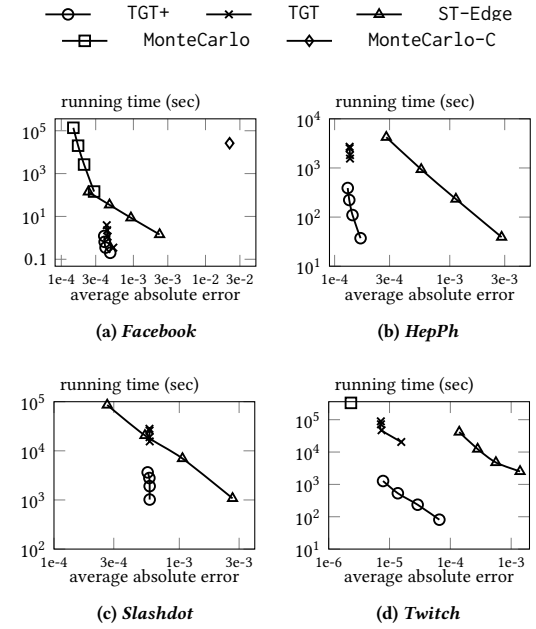 TGT+ TGT ST-Edge
MonteCarlo MonteCarlo-C
running time (sec) running time (sec)
10^5 10^4
10^3 10^3
10^1 10^2
0.1 10^1
1e-4 3e-4 1e-3 3e-3 1e-2 3e-2 1e-4 3e-4 1e-3 3e-3
average absolute error average absolute error
(a) Facebook (b) HepPh
running time (sec) running time (sec)
10^5 10^5
10^4 10^4
10^3 10^3
10^2 10^2
10^1
1e-4 3e-4 1e-3 3e-3 1e-6 1e-5 1e-4 1e-3
average absolute error average absolute error
(c) Slashdot (d) Twitch